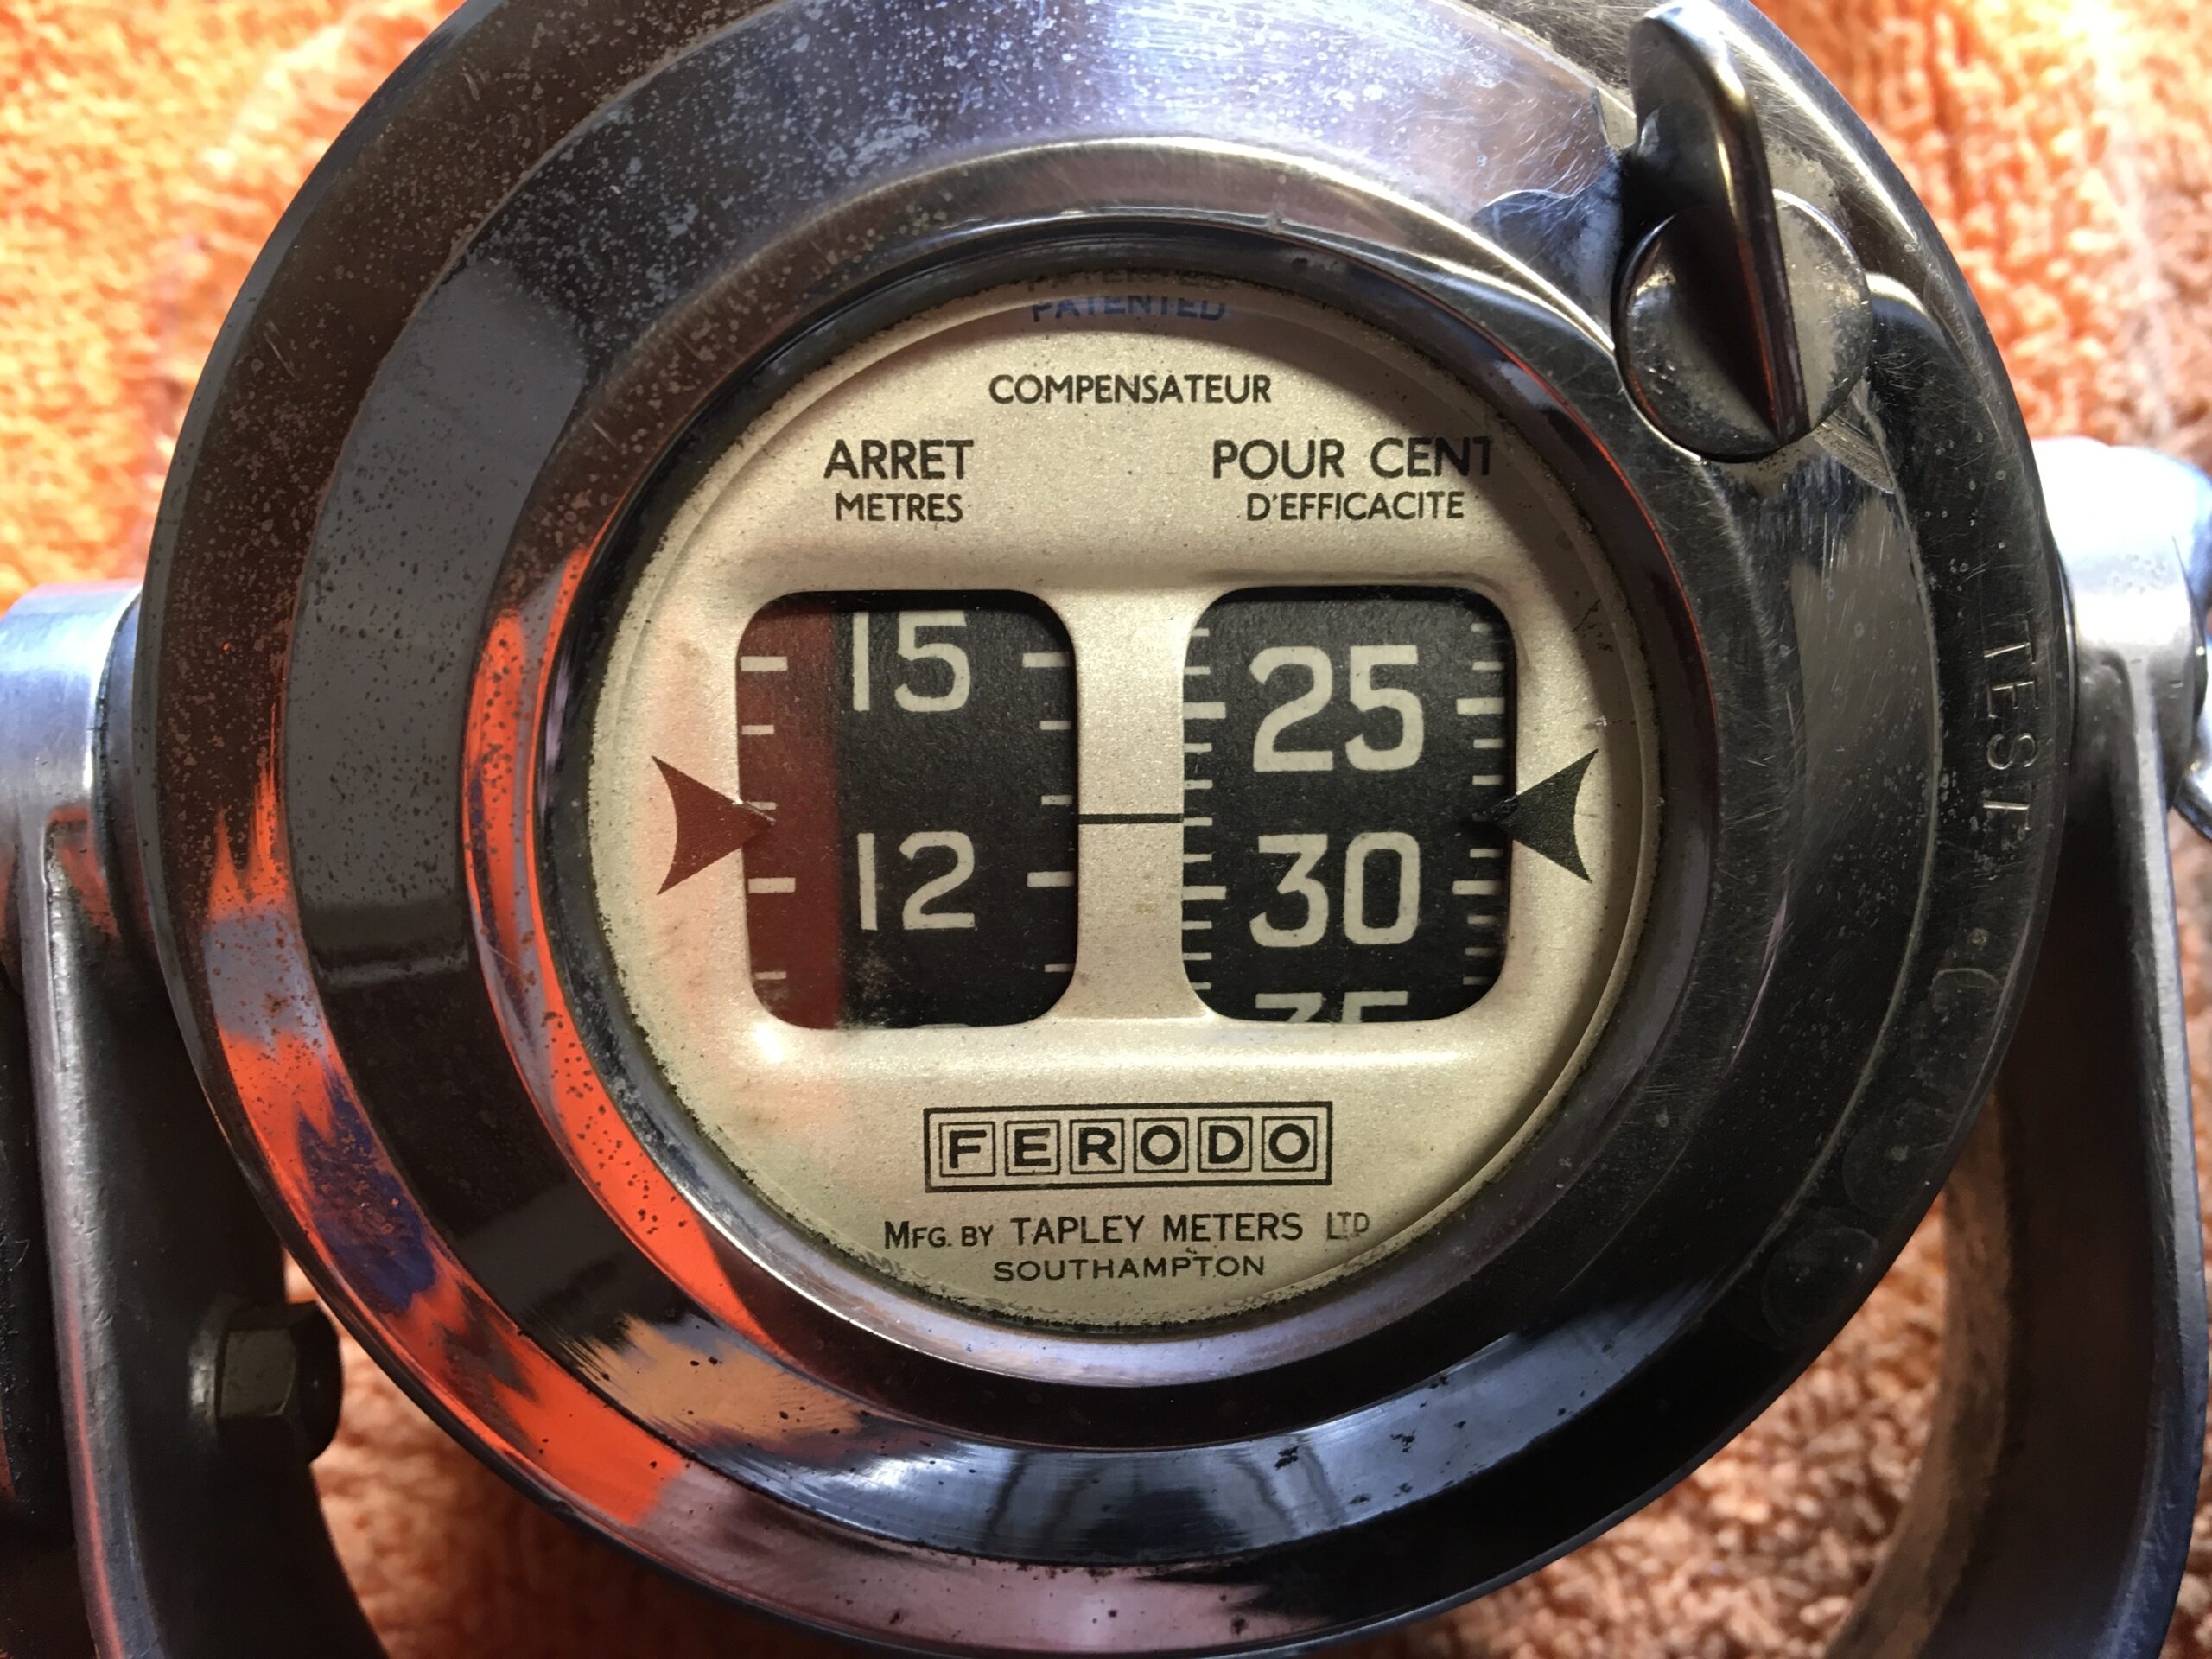 PATENTED
COMPENSATEUR
ARRET POUR CENT
METRES D'EFFICACITE
15 25
12 30
35
FERODO
MFG. BY TAPLEY METERS LTD
SOUTHAMPTON
TEST